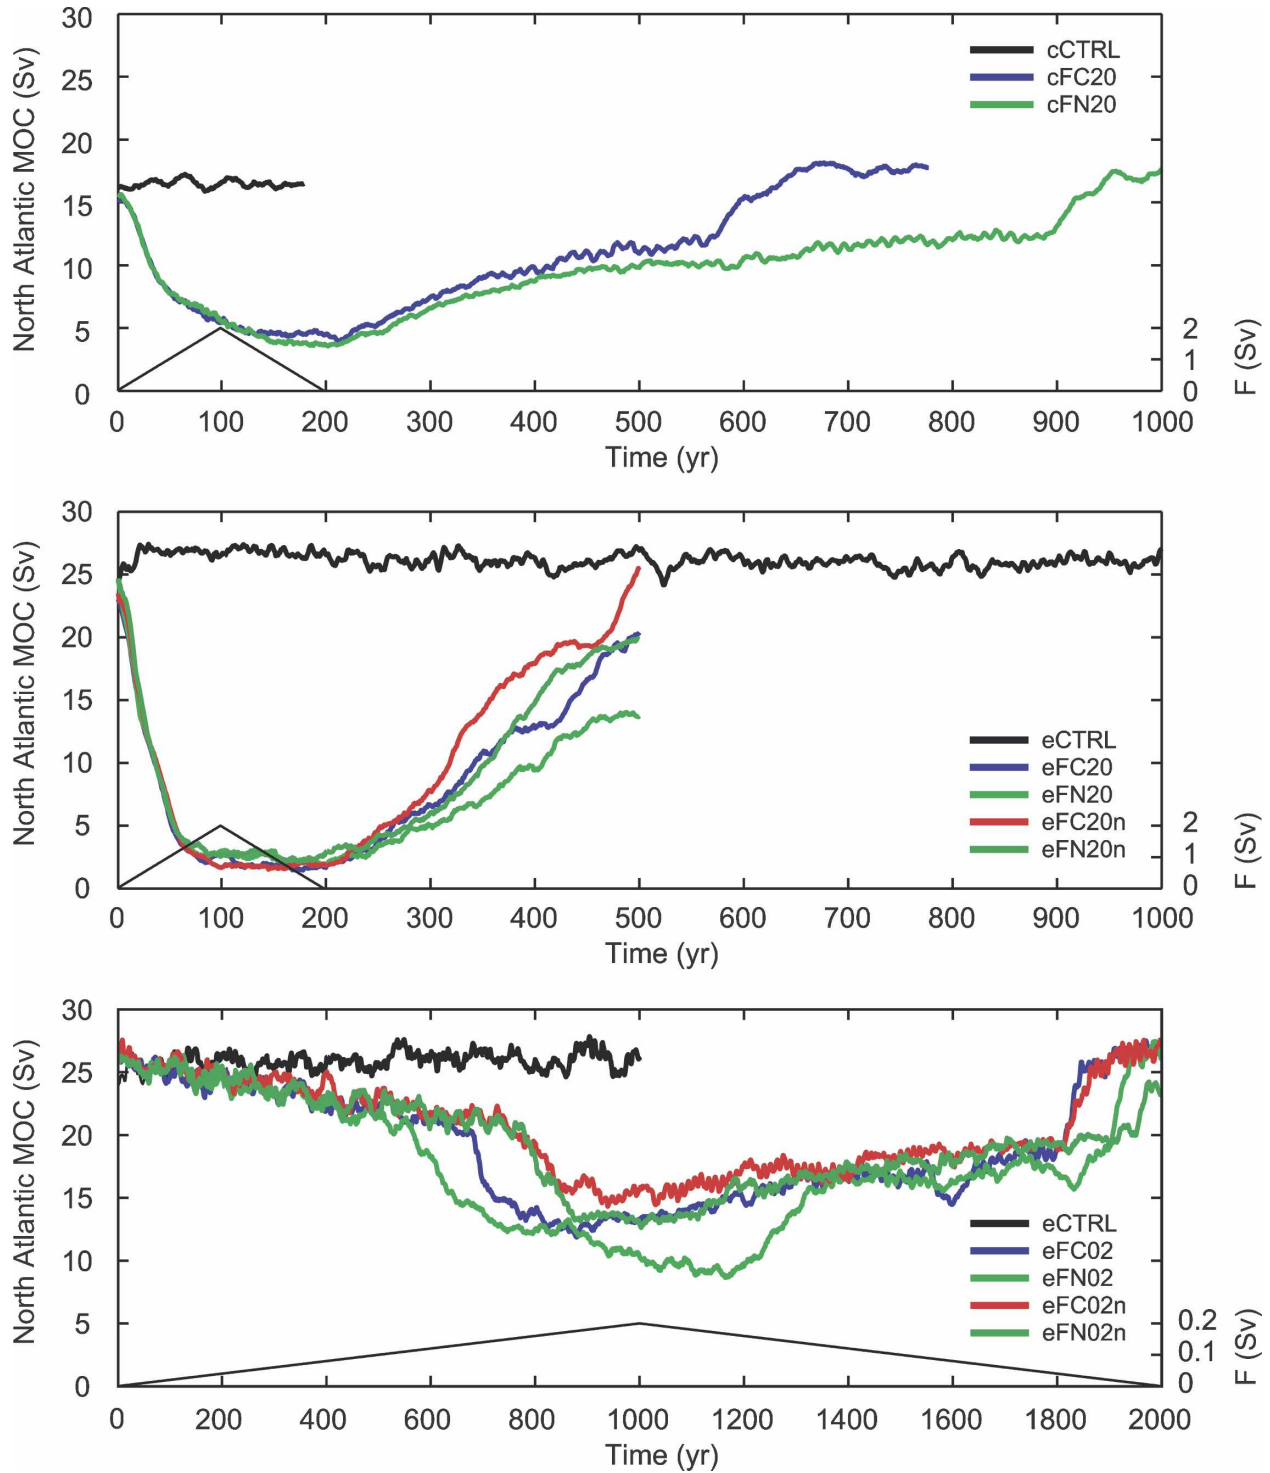 North Atlantic MOC (Sv)
30
25
20
15
10
5
0
cCTRL
cFC20
cFN20
2
1
0
F (Sv)
0 100 200 300 400 500 600 700 800 900 1000
Time (yr)
North Atlantic MOC (Sv)
30
25
20
15
10
5
0
eCTRL
eFC20
eFN20
eFC20n
eFN20n
2
1
0
F (Sv)
0 100 200 300 400 500 600 700 800 900 1000
Time (yr)
North Atlantic MOC (Sv)
30
25
20
15
10
5
0
eCTRL
eFC02
eFN02
eFC02n
eFN02n
0.2
0.1
0
F (Sv)
0 200 400 600 800 1000 1200 1400 1600 1800 2000
Time (yr)